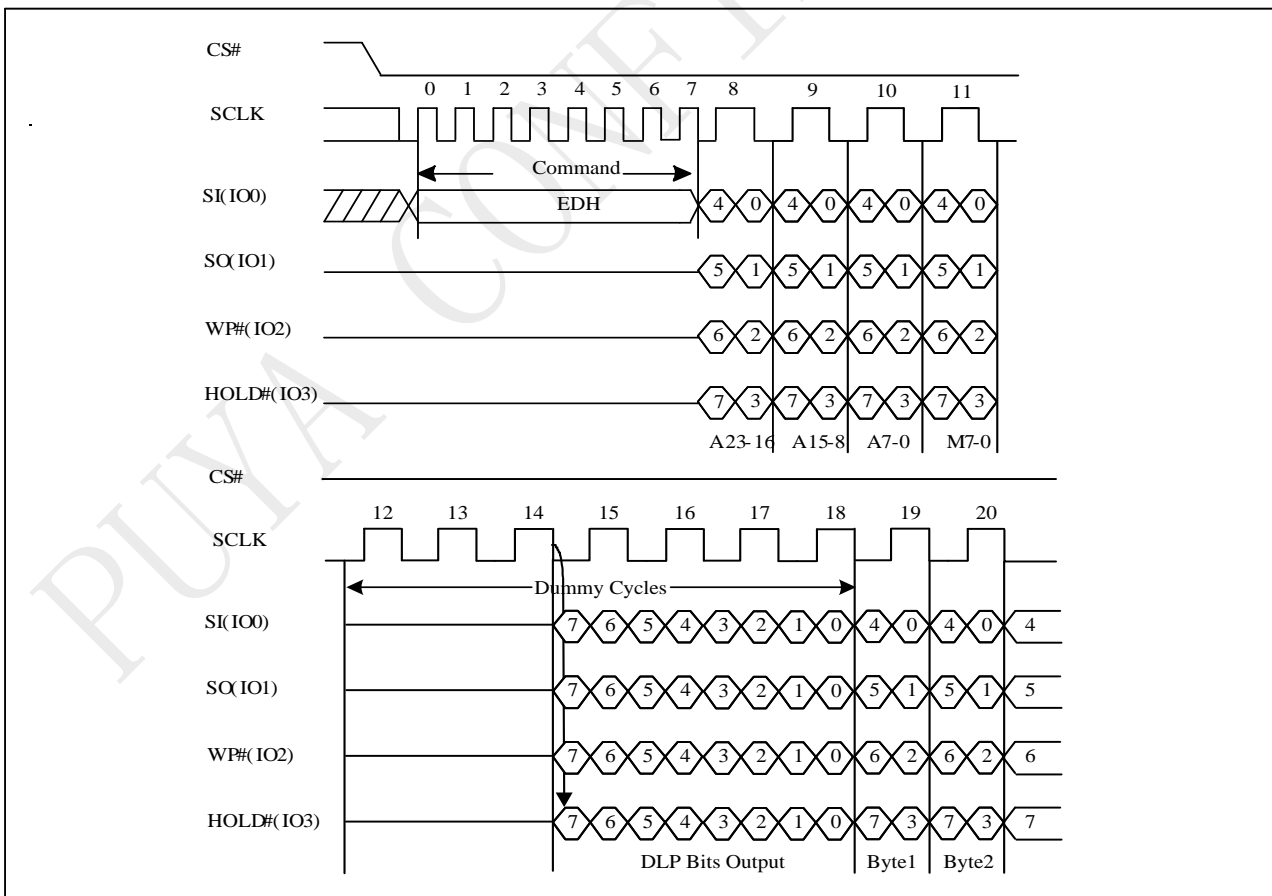 PUYA CONF
CS#
0 1 2 3 4 5 6 7 8 9 10 11
SCLK
Command
SI(IO0) EDH 4 0 4 0 4 0 4 0
SO(IO1) 5 1 5 1 5 1 5 1
WP#(IO2) 6 2 6 2 6 2 6 2
HOLD#(IO3) 7 3 7 3 7 3 7 3
A23-16 A15-8 A7-0 M7-0
CS#
12 13 14 15 16 17 18 19 20
SCLK
Dummy Cycles
SI(IO0) 7 6 5 4 3 2 1 0 4 0 4 0 4
SO(IO1) 7 6 5 4 3 2 1 0 5 1 5 1 5
WP#(IO2) 7 6 5 4 3 2 1 0 6 2 6 2 6
HOLD#(IO3) 7 6 5 4 3 2 1 0 7 3 7 3 7
DLP Bits Output Byte1 Byte2